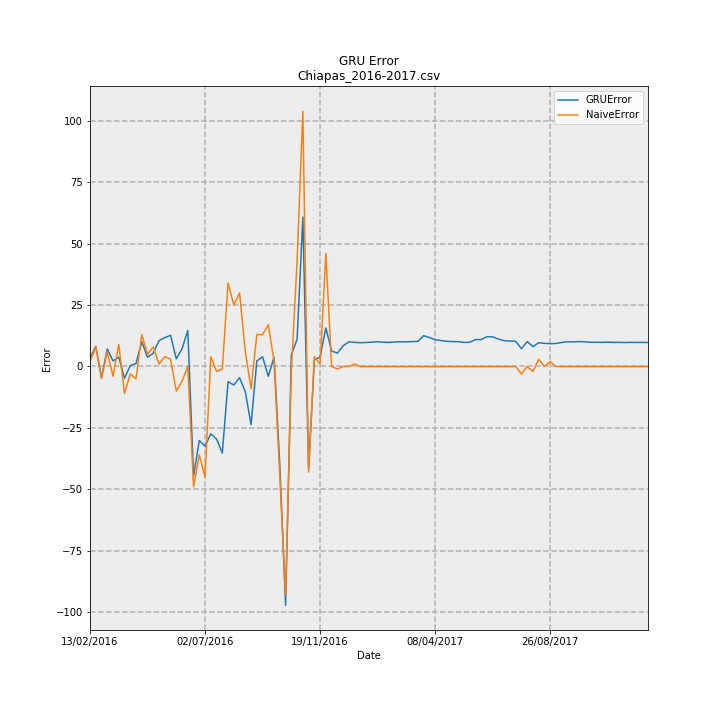 GRU Error
Chiapas_2016-2017.csv
GRUError
NaiveError
100
75
50
25
0
−25
−50
−75
−100
Error
13/02/2016
02/07/2016
19/11/2016
08/04/2017
26/08/2017
Date